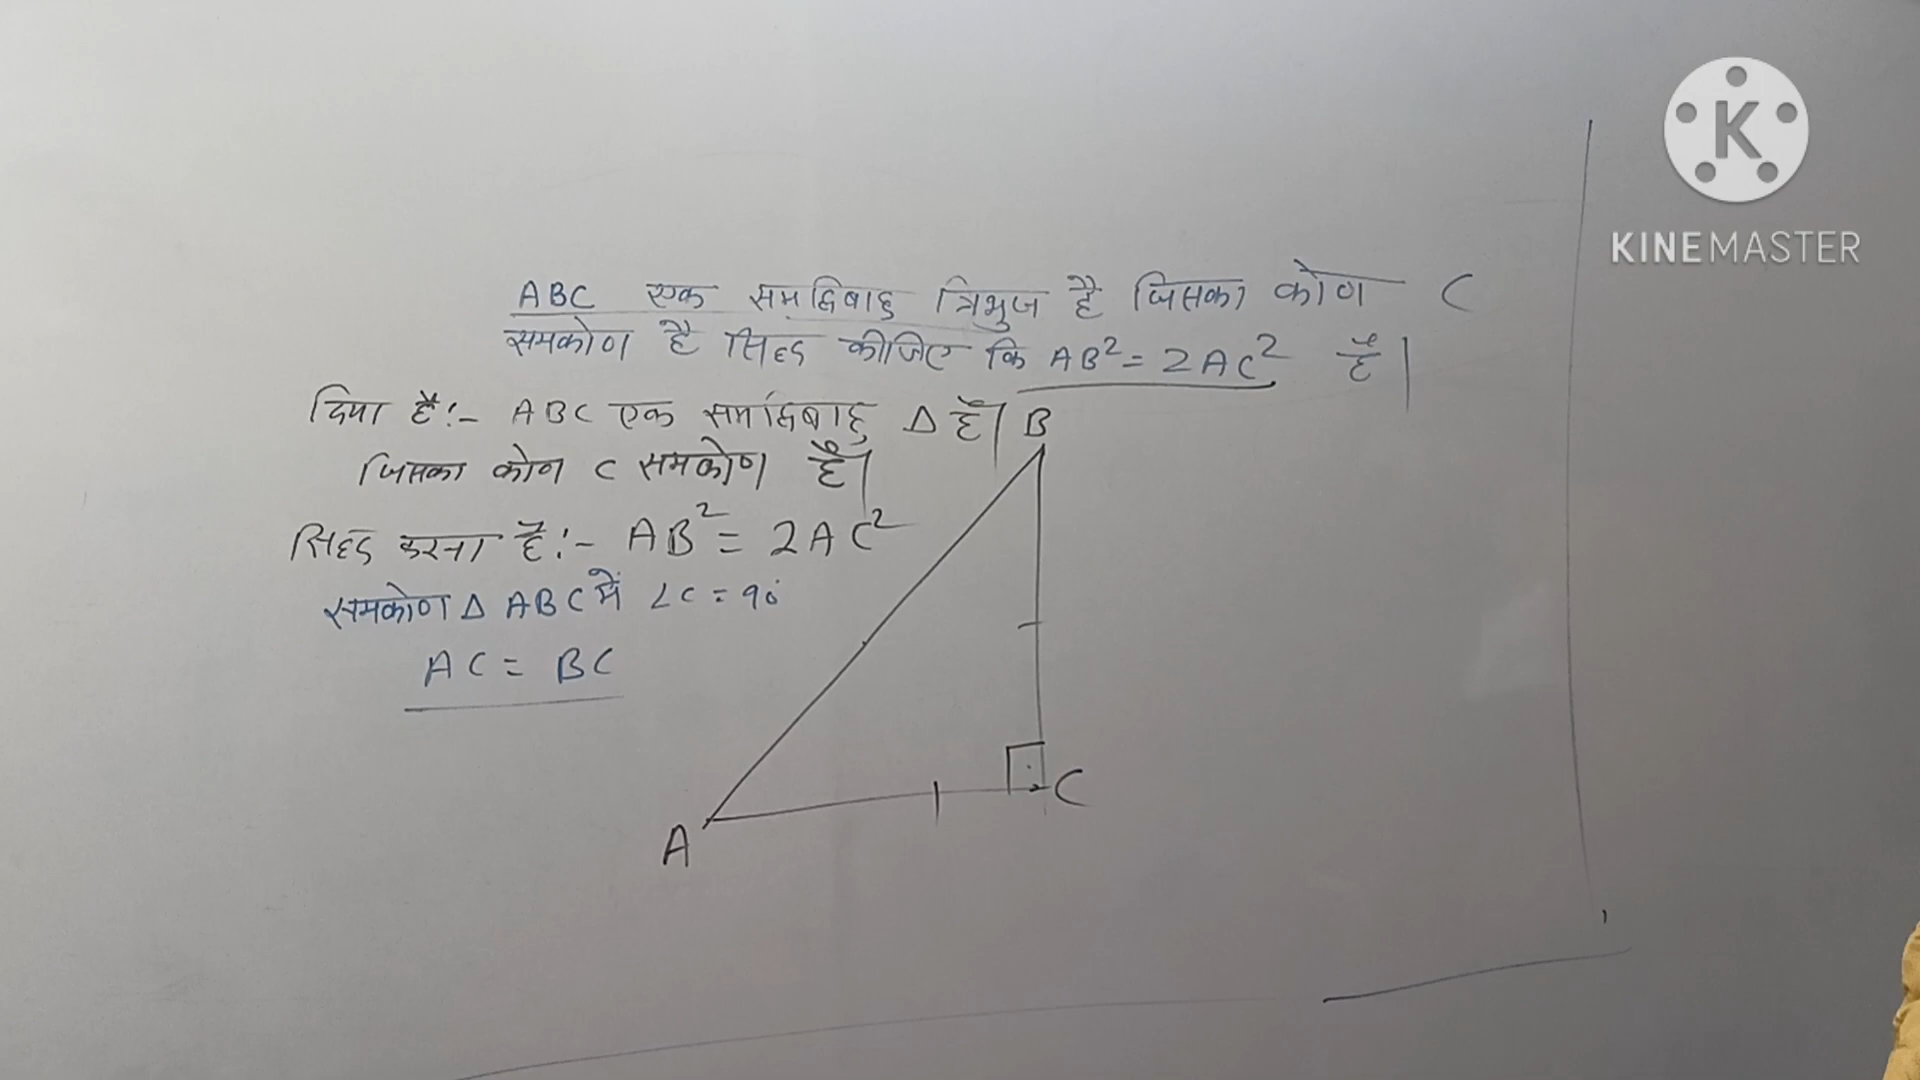 ABC एक समद्विबाहु त्रिभुज है जिसका कोण C
समकोण है सिद्ध कीजिए कि AB² = 2AC² है|
दिया है:- ABC एक समद्विबाहु Δ है|
जिसका कोण C समकोण है|
सिद्ध करना है:- AB² = 2AC²
समकोण Δ ABC में ∠C = 90°
AC = BC
B
C
A
K
KINEMASTER